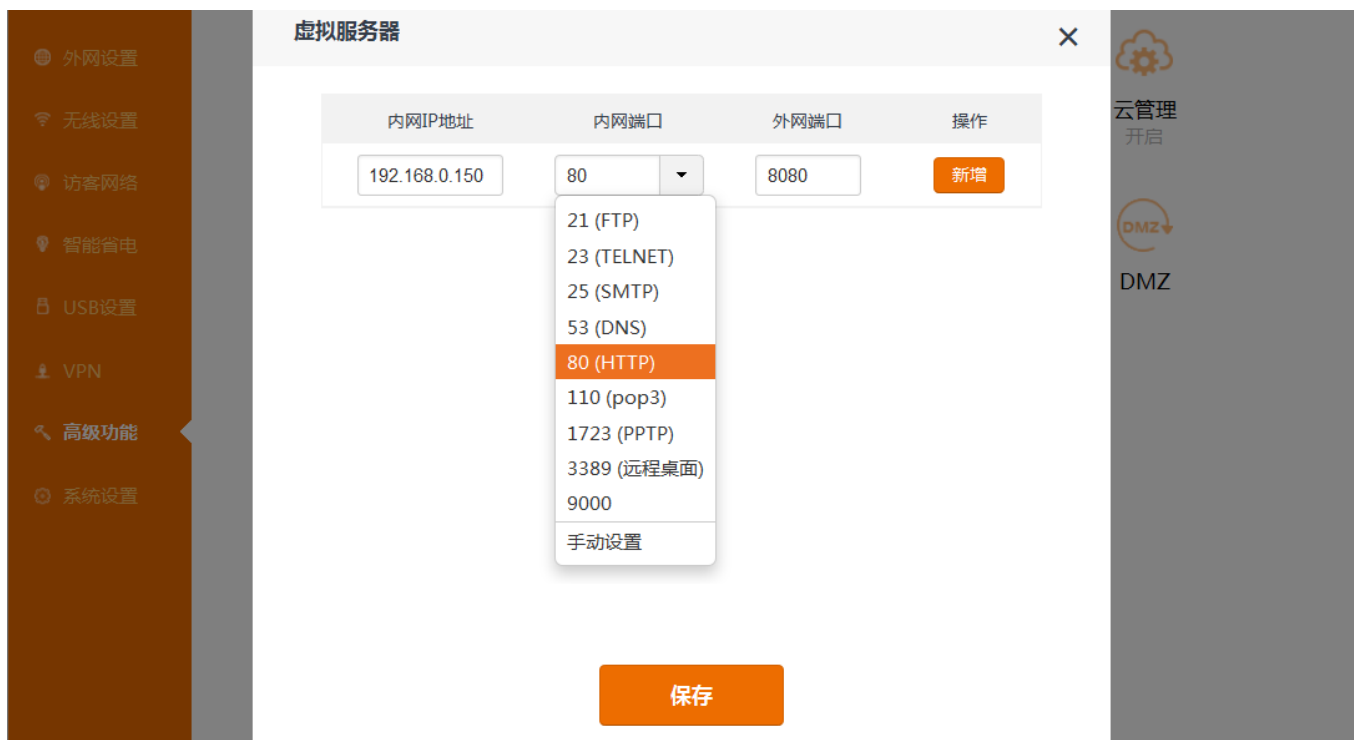 虚拟服务器
外网设置
无线设置
访客网络
智能省电
USB设置
VPN
高级功能
系统设置
内网IP地址 内网端口 外网端口 操作
192.168.0.150 80 8080 新增
21 (FTP)
23 (TELNET)
25 (SMTP)
53 (DNS)
80 (HTTP)
110 (pop3)
1723 (PPTP)
3389 (远程桌面)
9000
手动设置
保存
云管理
开启
DMZ
DMZ